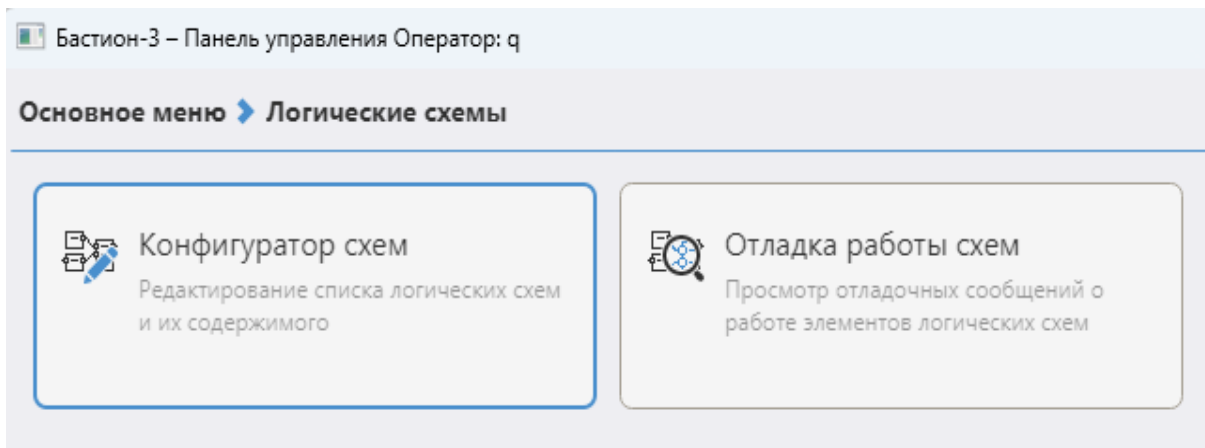 Бастион-3 – Панель управления Оператор: q
Основное меню Логические схемы
Конфигуратор схем
Редактирование списка логических схем
и их содержимого
Отладка работы схем
Просмотр отладочных сообщений о
работе элементов логических схем